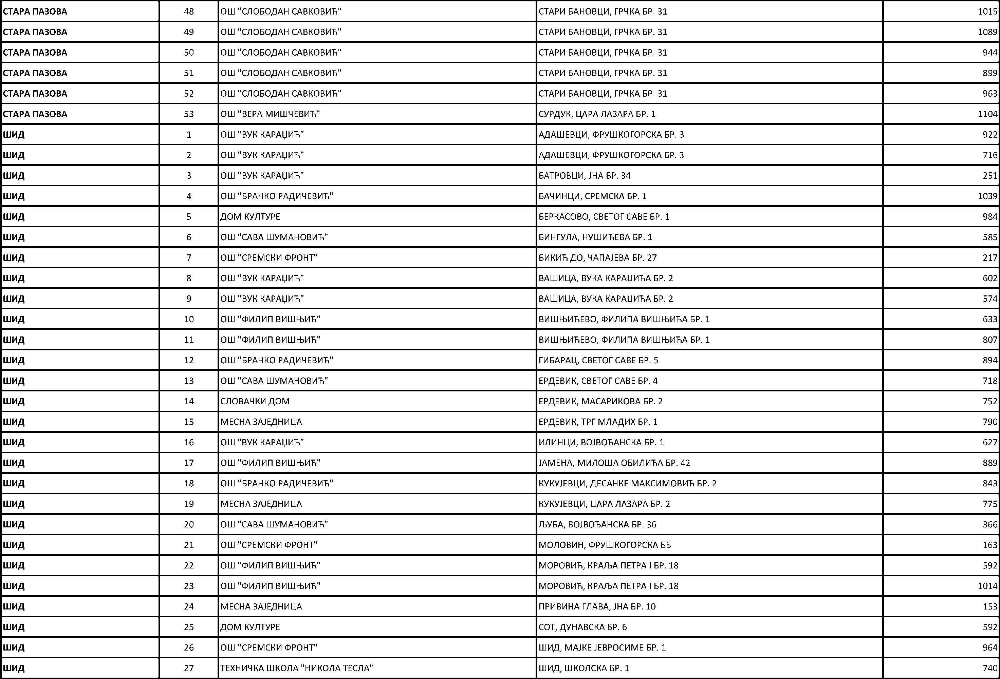 СТАРА ПАЗОВА 48 ОШ "СЛОБОДАН САВКОВИЋ" СТАРИ БАНОВЦИ, ГРЧКА БР. 31 1015
СТАРА ПАЗОВА 49 ОШ "СЛОБОДАН САВКОВИЋ" СТАРИ БАНОВЦИ, ГРЧКА БР. 31 1089
СТАРА ПАЗОВА 50 ОШ "СЛОБОДАН САВКОВИЋ" СТАРИ БАНОВЦИ, ГРЧКА БР. 31 944
СТАРА ПАЗОВА 51 ОШ "СЛОБОДАН САВКОВИЋ" СТАРИ БАНОВЦИ, ГРЧКА БР. 31 899
СТАРА ПАЗОВА 52 ОШ "СЛОБОДАН САВКОВИЋ" СТАРИ БАНОВЦИ, ГРЧКА БР. 31 963
СТАРА ПАЗОВА 53 ОШ "ВЕРА МИШЧЕВИЋ" СУРДУК, ЦАРА ЛАЗАРА БР. 1 1104
ШИД 1 ОШ "ВУК КАРАЏИЋ" АДАШЕВЦИ, ФРУШКОГОРСКА БР. 3 922
ШИД 2 ОШ "ВУК КАРАЏИЋ" АДАШЕВЦИ, ФРУШКОГОРСКА БР. 3 716
ШИД 3 ОШ "ВУК КАРАЏИЋ" БАТРОВЦИ, ЈНА БР. 34 251
ШИД 4 ОШ "БРАНКО РАДИЧЕВИЋ" БАЧИНЦИ, СРЕМСКА БР. 1 1039
ШИД 5 ДОМ КУЛТУРЕ БЕРКАСОВО, СВЕТОГ САВЕ БР. 1 984
ШИД 6 ОШ "САВА ШУМАНОВИЋ" БИНГУЛА, НУШИЋЕВА БР. 1 585
ШИД 7 ОШ "СРЕМСКИ ФРОНТ" БИКИЋ ДО, ЧАПАЈЕВА БР. 27 217
ШИД 8 ОШ "ВУК КАРАЏИЋ" ВАШИЦА, ВУКА КАРАЏИЋА БР. 2 602
ШИД 9 ОШ "ВУК КАРАЏИЋ" ВАШИЦА, ВУКА КАРАЏИЋА БР. 2 574
ШИД 10 ОШ "ФИЛИП ВИШЊИЋ" ВИШЊИЋЕВО, ФИЛИПА ВИШЊИЋА БР. 1 633
ШИД 11 ОШ "ФИЛИП ВИШЊИЋ" ВИШЊИЋЕВО, ФИЛИПА ВИШЊИЋА БР. 1 807
ШИД 12 ОШ "БРАНКО РАДИЧЕВИЋ" ГИБАРАЦ, СВЕТОГ САВЕ БР. 5 894
ШИД 13 ОШ "САВА ШУМАНОВИЋ" ЕРДЕВИК, СВЕТОГ САВЕ БР. 4 718
ШИД 14 СЛОВАЧКИ ДОМ ЕРДЕВИК, МАСАРИКОВА БР. 2 752
ШИД 15 МЕСНА ЗАЈЕДНИЦА ЕРДЕВИК, ТРГ МЛАДИХ БР. 1 790
ШИД 16 ОШ "ВУК КАРАЏИЋ" ИЛИНЦИ, ВОЈВОЂАНСКА БР. 1 627
ШИД 17 ОШ "ФИЛИП ВИШЊИЋ" ЈАМЕНА, МИЛОША ОБИЛИЋА БР. 42 889
ШИД 18 ОШ "БРАНКО РАДИЧЕВИЋ" КУКУЈЕВЦИ, ДЕСАНКЕ МАКСИМОВИЋ БР. 2 843
ШИД 19 МЕСНА ЗАЈЕДНИЦА КУКУЈЕВЦИ, ЦАРА ЛАЗАРА БР. 2 775
ШИД 20 ОШ "САВА ШУМАНОВИЋ" ЉУБА, ВОЈВОЂАНСКА БР. 36 366
ШИД 21 ОШ "СРЕМСКИ ФРОНТ" МОЛОВИН, ФРУШКОГОРСКА ББ 163
ШИД 22 ОШ "ФИЛИП ВИШЊИЋ" МОРОВИЋ, КРАЉА ПЕТРА I БР. 18 592
ШИД 23 ОШ "ФИЛИП ВИШЊИЋ" МОРОВИЋ, КРАЉА ПЕТРА I БР. 18 1014
ШИД 24 МЕСНА ЗАЈЕДНИЦА ПРИВИНА ГЛАВА, ЈНА БР. 10 153
ШИД 25 ДОМ КУЛТУРЕ СОТ, ДУНАВСКА БР. 6 592
ШИД 26 ОШ "СРЕМСКИ ФРОНТ" ШИД, МАЈКЕ ЈЕВРОСИМЕ БР. 1 964
ШИД 27 ТЕХНИЧКА ШКОЛА "НИКОЛА ТЕСЛА" ШИД, ШКОЛСКА БР. 1 740